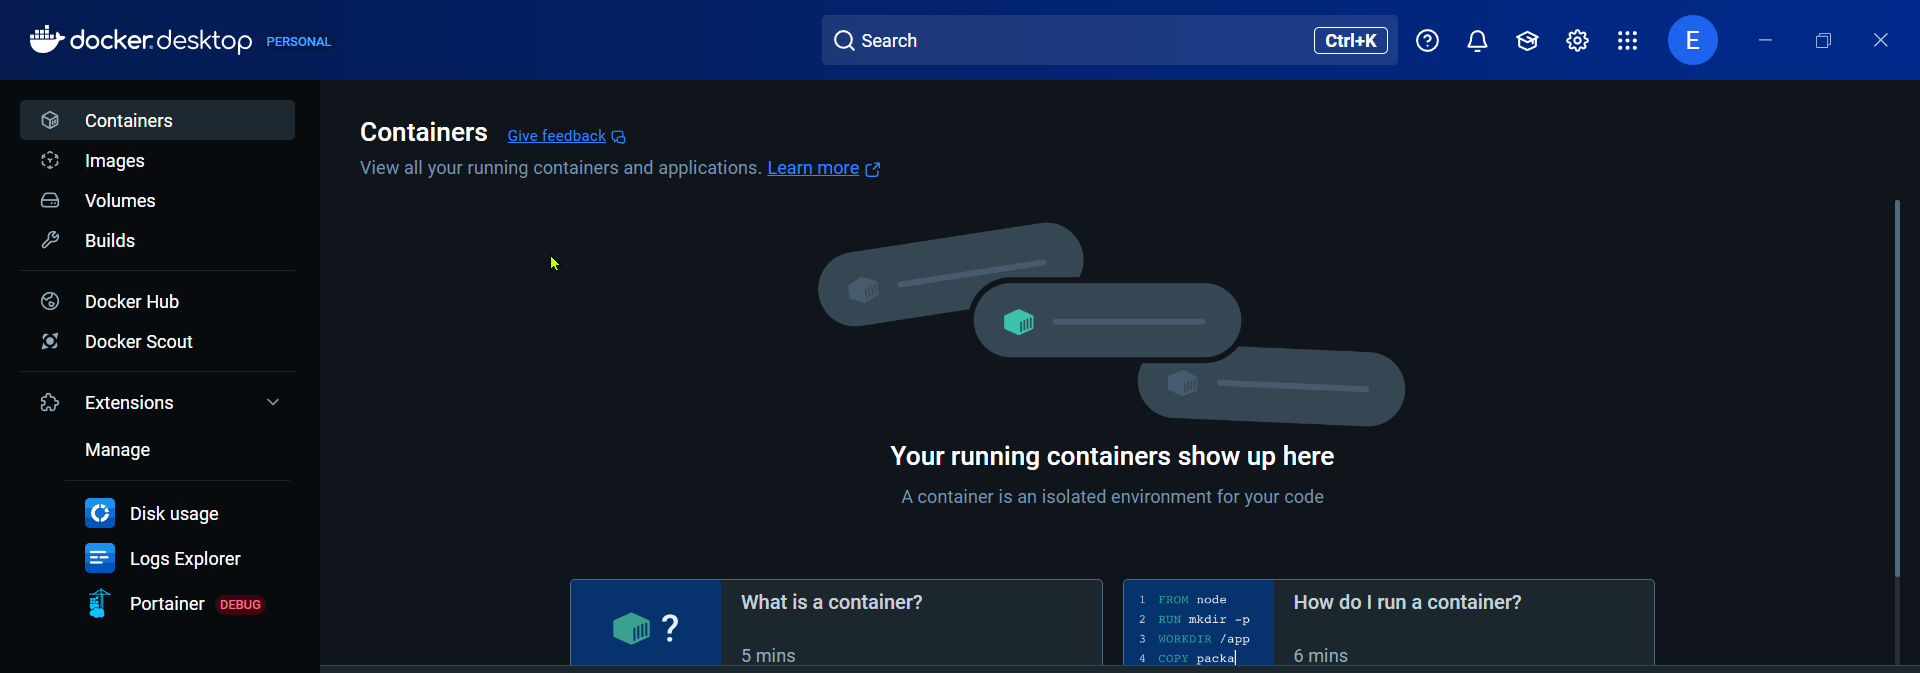 docker.desktop PERSONAL
Search Ctrl+K
E
Containers
Images
Volumes
Builds
Docker Hub
Docker Scout
Extensions
Manage
Disk usage
Logs Explorer
Portainer DEBUG
Containers Give feedback
View all your running containers and applications. Learn more
Your running containers show up here
A container is an isolated environment for your code
?
What is a container?
5 mins
1 FROM node
2 RUN mkdir -p
3 WORKDIR /app
4 COPY packa
How do I run a container?
6 mins